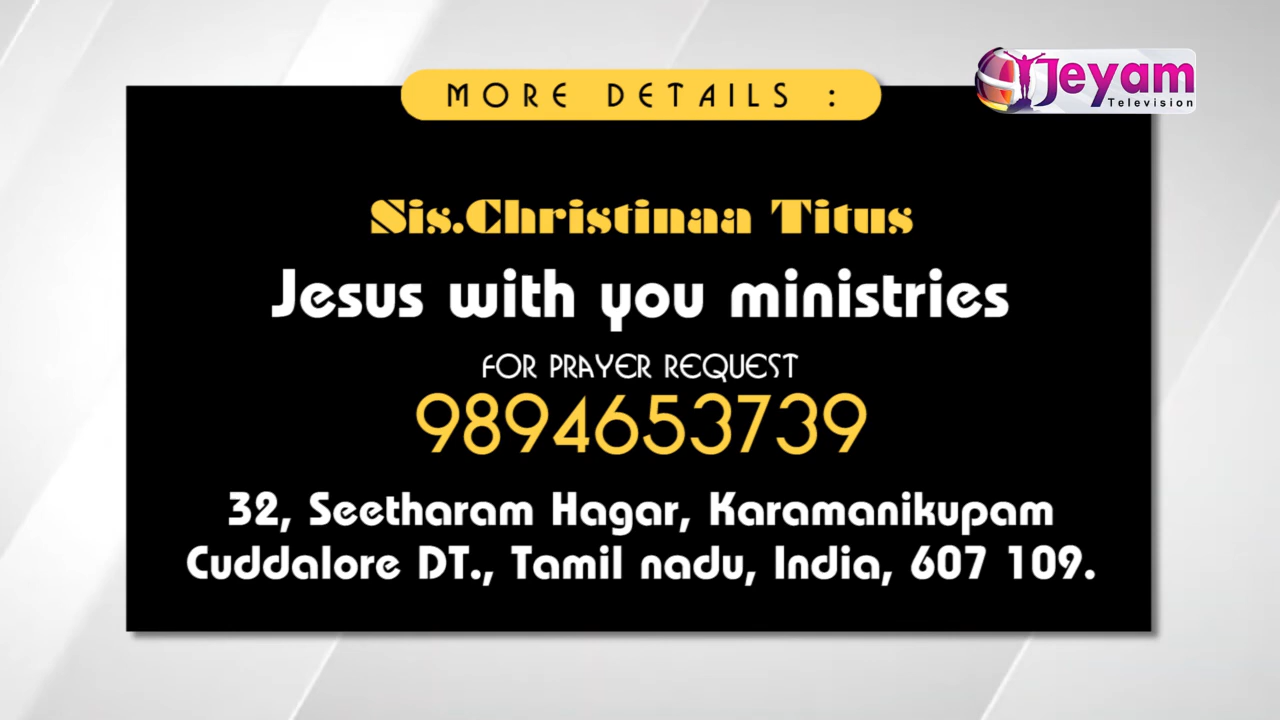 Jeyam
Television
MORE DETAILS :
Sis.Christinaa Titus
Jesus with you ministries
FOR PRAYER REQUEST
9894653739
32, Seetharam Hagar, Karamanikupam
Cuddalore DT., Tamil nadu, India, 607 109.